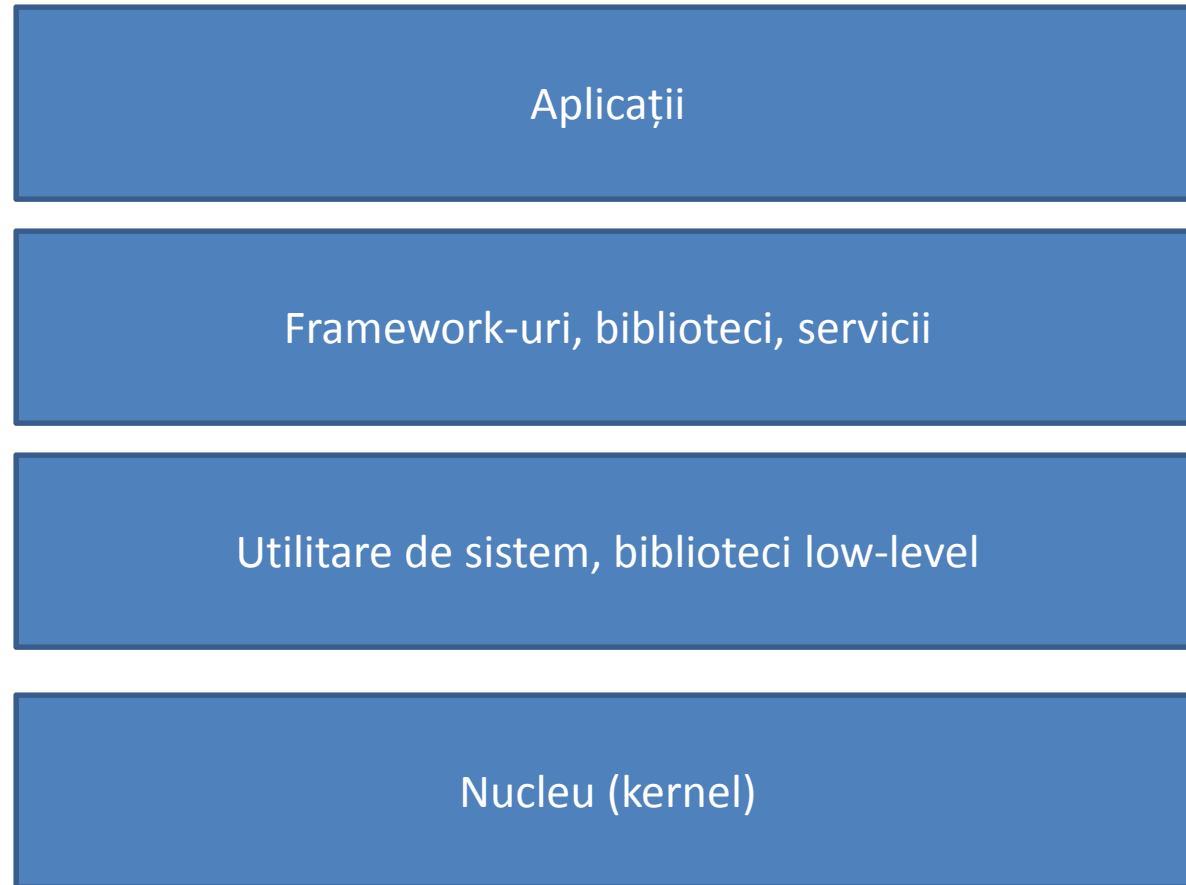 Aplicații
Framework-uri, biblioteci, servicii
Utilitare de sistem, biblioteci low-level
Nucleu (kernel)